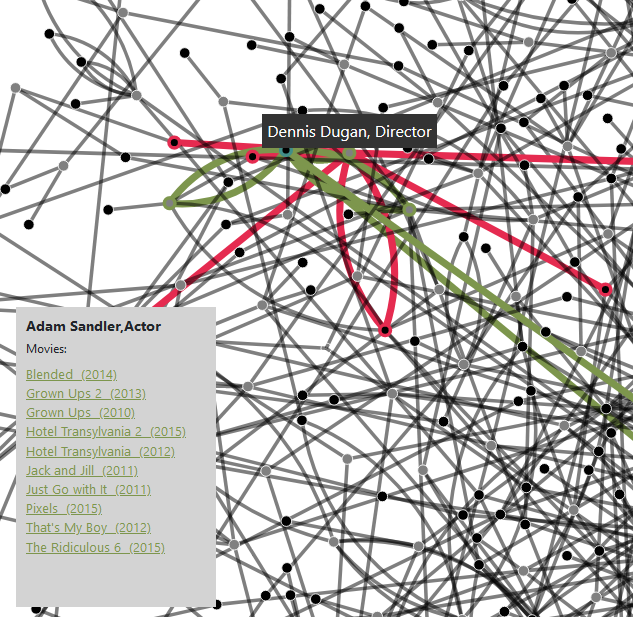 Dennis Dugan, Director
Adam Sandler,Actor
Movies:
Blended (2014)
Grown Ups 2 (2013)
Grown Ups (2010)
Hotel Transylvania 2 (2015)
Hotel Transylvania (2012)
Jack and Jill (2011)
Just Go with It (2011)
Pixels (2015)
That's My Boy (2012)
The Ridiculous 6 (2015)